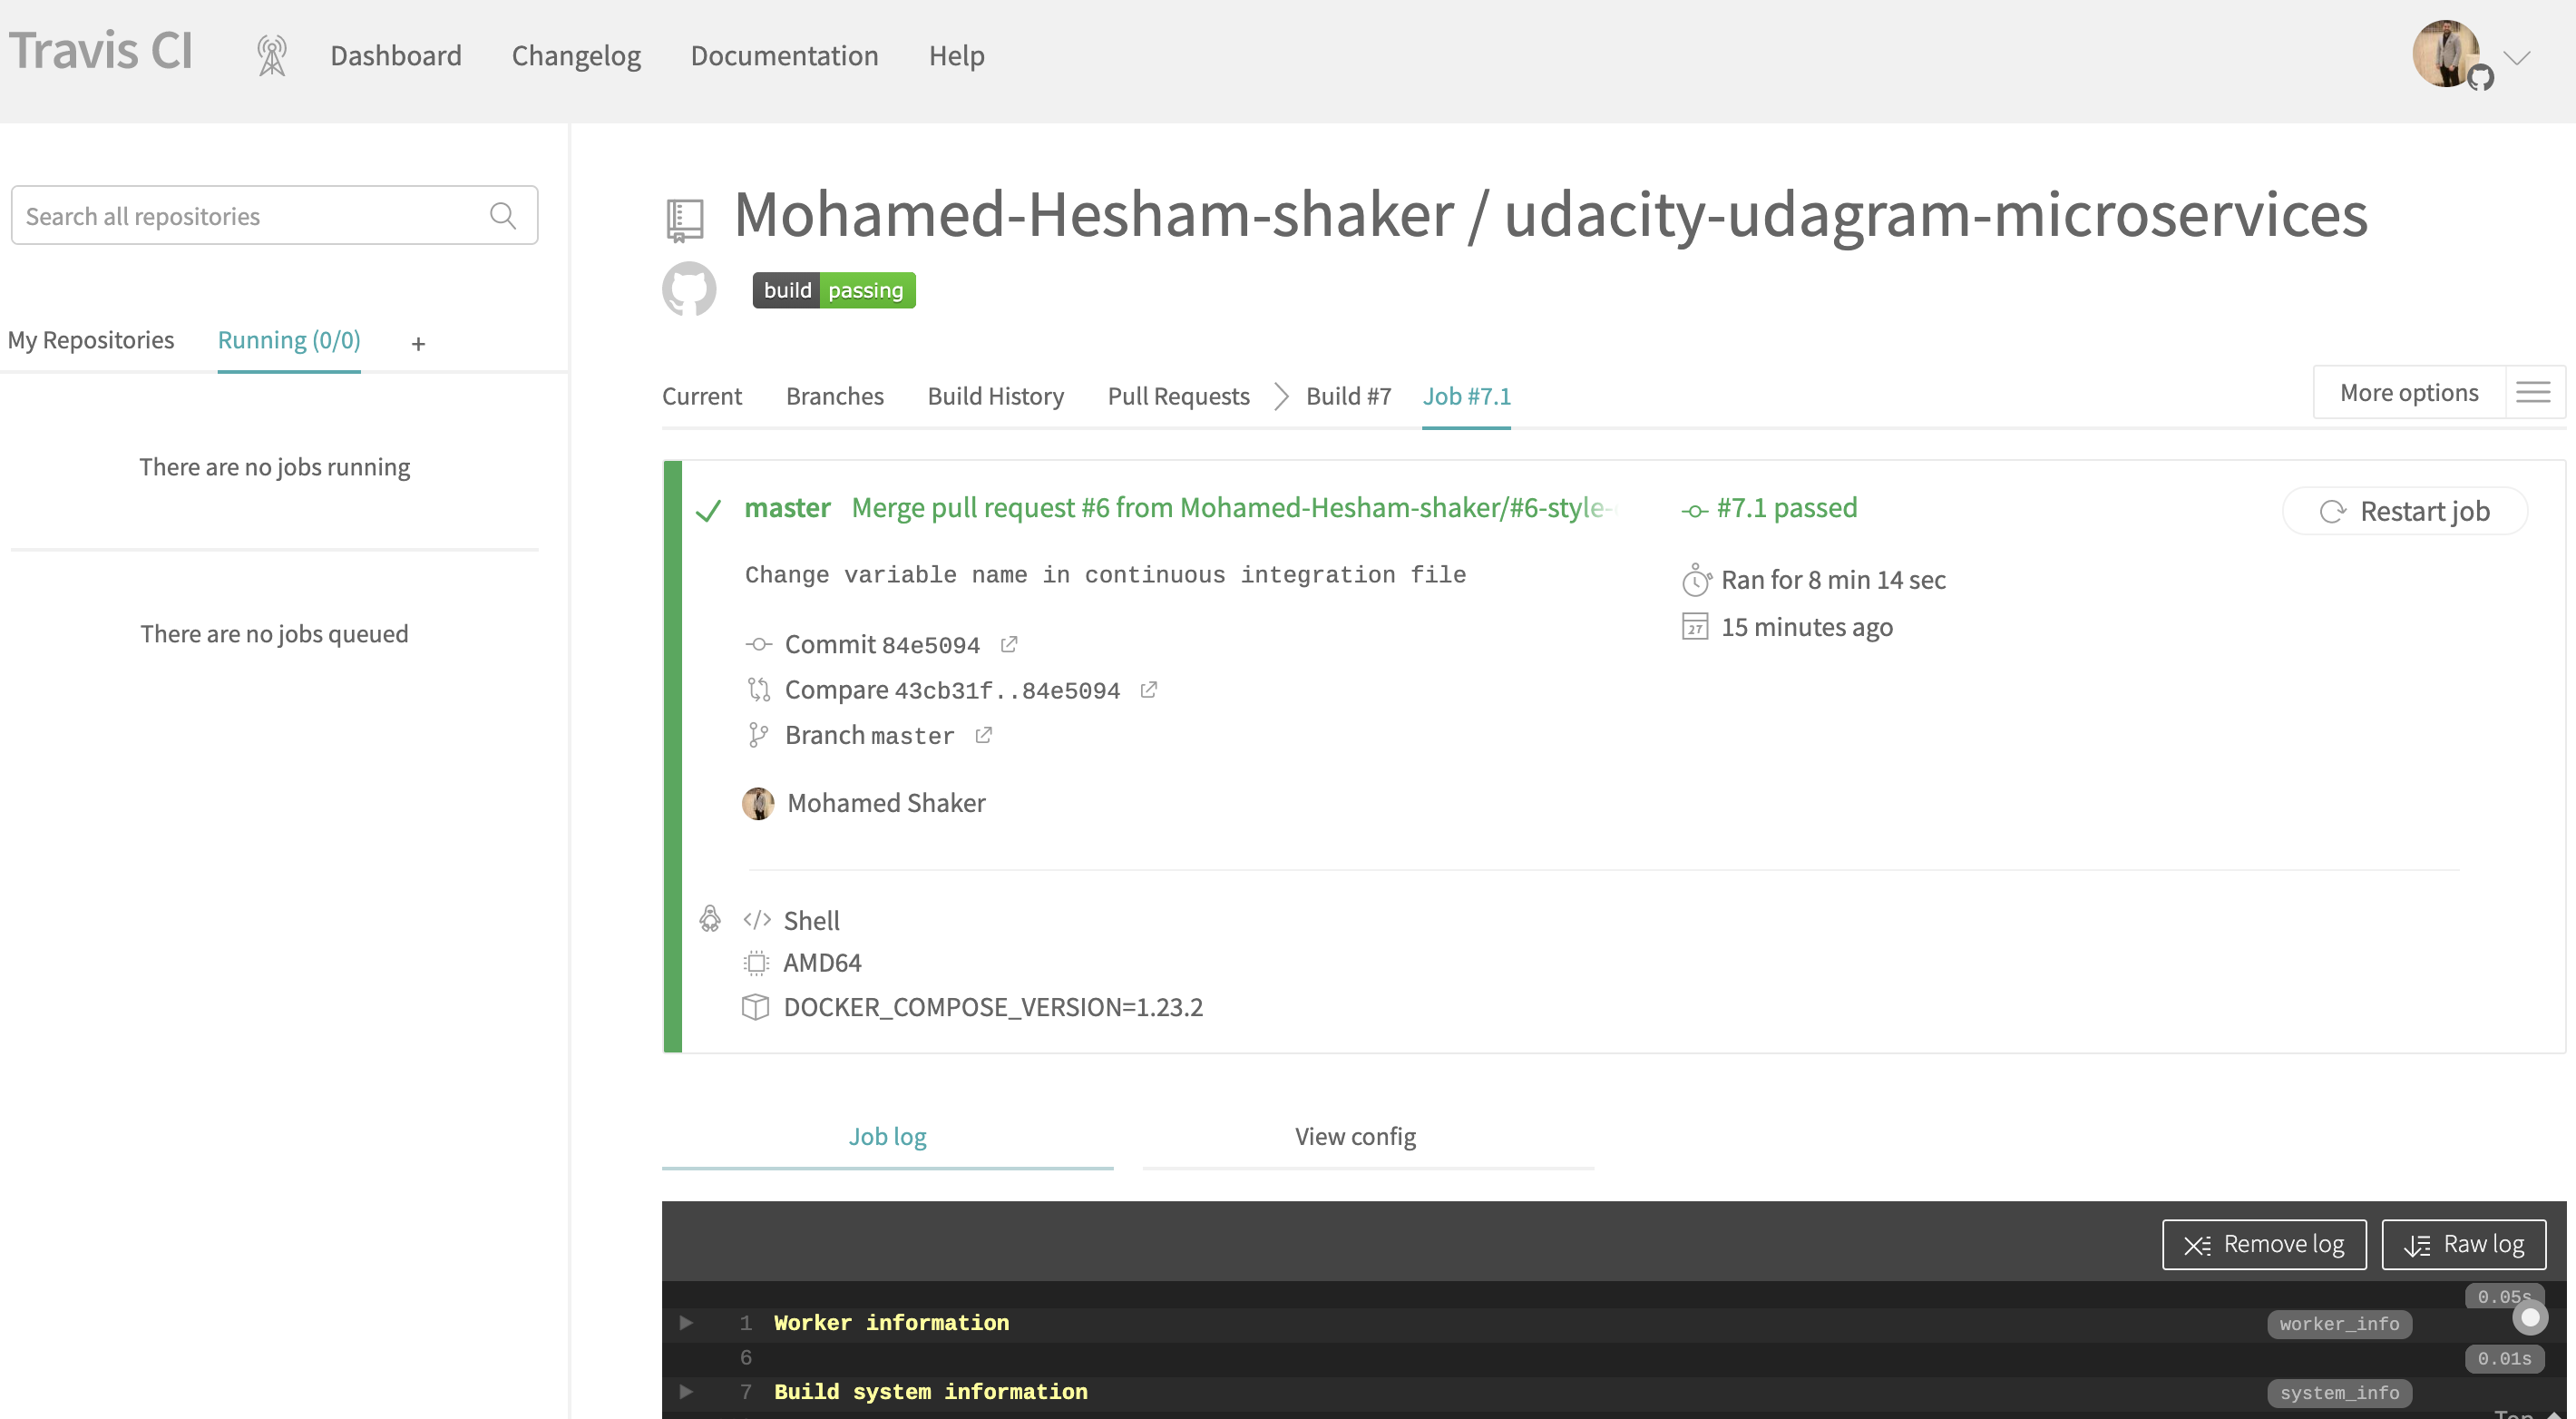 Travis CI
Dashboard
Changelog
Documentation
Help
Search all repositories
My Repositories
Running (0/0)
+
There are no jobs running
There are no jobs queued
Mohamed-Hesham-shaker / udacity-udagram-microservices
build passing
Current
Branches
Build History
Pull Requests
Build #7
Job #7.1
More options
master Merge pull request #6 from Mohamed-Hesham-shaker/#6-style-
#7.1 passed
Restart job
Change variable name in continuous integration file
Ran for 8 min 14 sec
27 15 minutes ago
Commit 84e5094
Compare 43cb31f..84e5094
Branch master
Mohamed Shaker
</> Shell
AMD64
DOCKER_COMPOSE_VERSION=1.23.2
Job log
View config
Remove log
Raw log
0.05s
1 Worker information
worker_info
6
0.01s
7 Build system information
system_info
Top